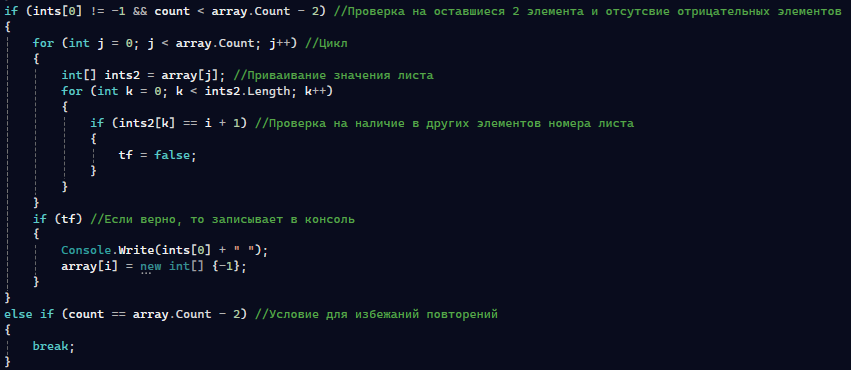 if (ints[0] != -1 && count < array.Count - 2) //Проверка на оставшиеся 2 элемента и отсутсвие отрицательных элементов
{
for (int j = 0; j < array.Count; j++) //Цикл
{
int[] ints2 = array[j]; //Приваивание значения листа
for (int k = 0; k < ints2.Length; k++)
{
if (ints2[k] == i + 1) //Проверка на наличие в других элементов номера листа
{
tf = false;
}
}
}
if (tf) //Если верно, то записывает в консоль
{
Console.Write(ints[0] + " ");
array[i] = new int[] {-1};
}
}
else if (count == array.Count - 2) //Условие для избежаний повторений
{
break;
}